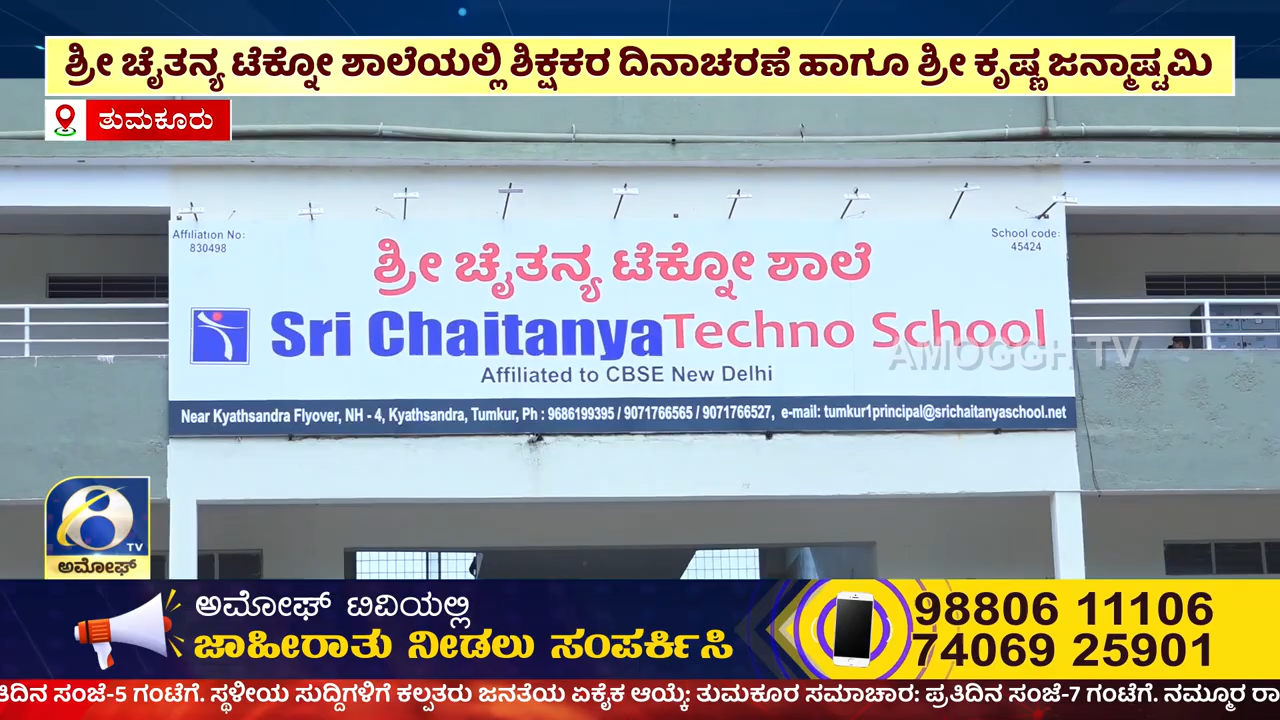 ಶ್ರೀ ಚೈತನ್ಯ ಟೆಕ್ನೋ ಶಾಲೆಯಲ್ಲಿ ಶಿಕ್ಷಕರ ದಿನಾಚರಣೆ ಹಾಗೂ ಶ್ರೀ ಕೃಷ್ಣ ಜನ್ಮಾಷ್ಟಮಿ
ತುಮಕೂರು
Affiliation No:
830498
School code:
45424
ಶ್ರೀ ಚೈತನ್ಯ ಟೆಕ್ನೋ ಶಾಲೆ
Sri Chaitanya Techno School
AMOGGH TV
Affiliated to CBSE New Delhi
Near Kyathsandra Flyover, NH - 4, Kyathsandra, Tumkur, Ph : 9686199395 / 9071766565 / 9071766527, e-mail: tumkur1principal@srichaitanyaschool.net
TV
ಅಮೋಘ್
ಅಮೋಘ್ ಟಿವಿಯಲ್ಲಿ
ಜಾಹೀರಾತು ನೀಡಲು ಸಂಪರ್ಕಿಸಿ
98806 11106
74069 25901
ಸಂಜೆ-5 ಗಂಟೆಗೆ. ಸ್ಥಳೀಯ ಸುದ್ದಿಗಳಿಗೆ ಕಲ್ಪತರು ಜನತೆಯ ಏಕೈಕ ಆಯ್ಕೆ; ತುಮಕೂರ ಸಮಾಚಾರ: ಪ್ರತಿದಿನ ಸಂಜೆ-7 ಗಂಟೆಗೆ. ನಮ್ಮೂರ